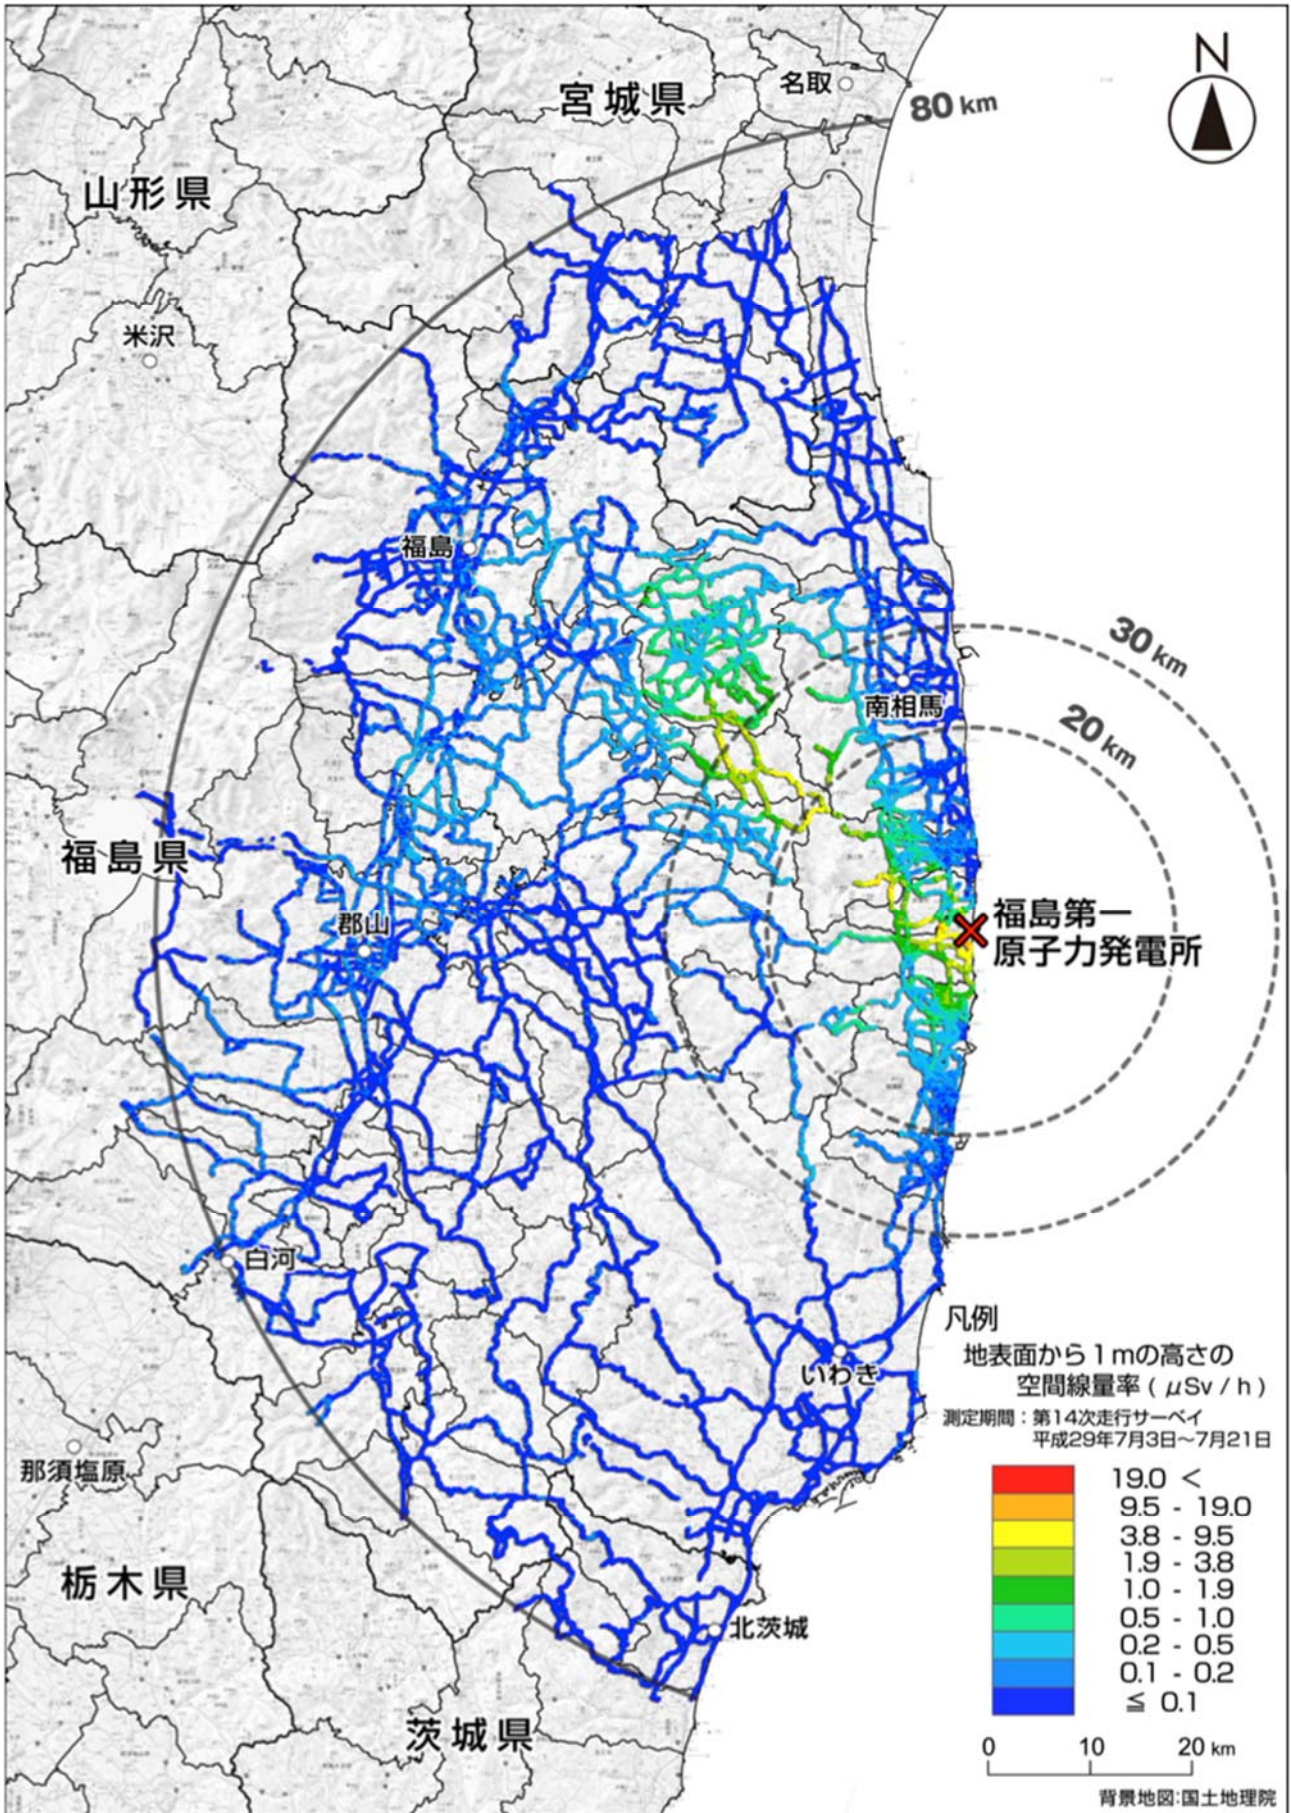 N
宮城県
名取
80 km
山形県
米沢
福島
30 km
南相馬
20 km
福島県
郡山
福島第一
原子力発電所
白河
凡例
地表面から1mの高さの
空間線量率 ( μSv / h )
いわき
測定期間：第14次走行サーベイ
平成29年7月3日～7月21日
那須塩原
19.0 <
9.5 - 19.0
3.8 - 9.5
1.9 - 3.8
1.0 - 1.9
0.5 - 1.0
0.2 - 0.5
0.1 - 0.2
≦ 0.1
栃木県
北茨城
茨城県
0 10 20 km
背景地図:国土地理院